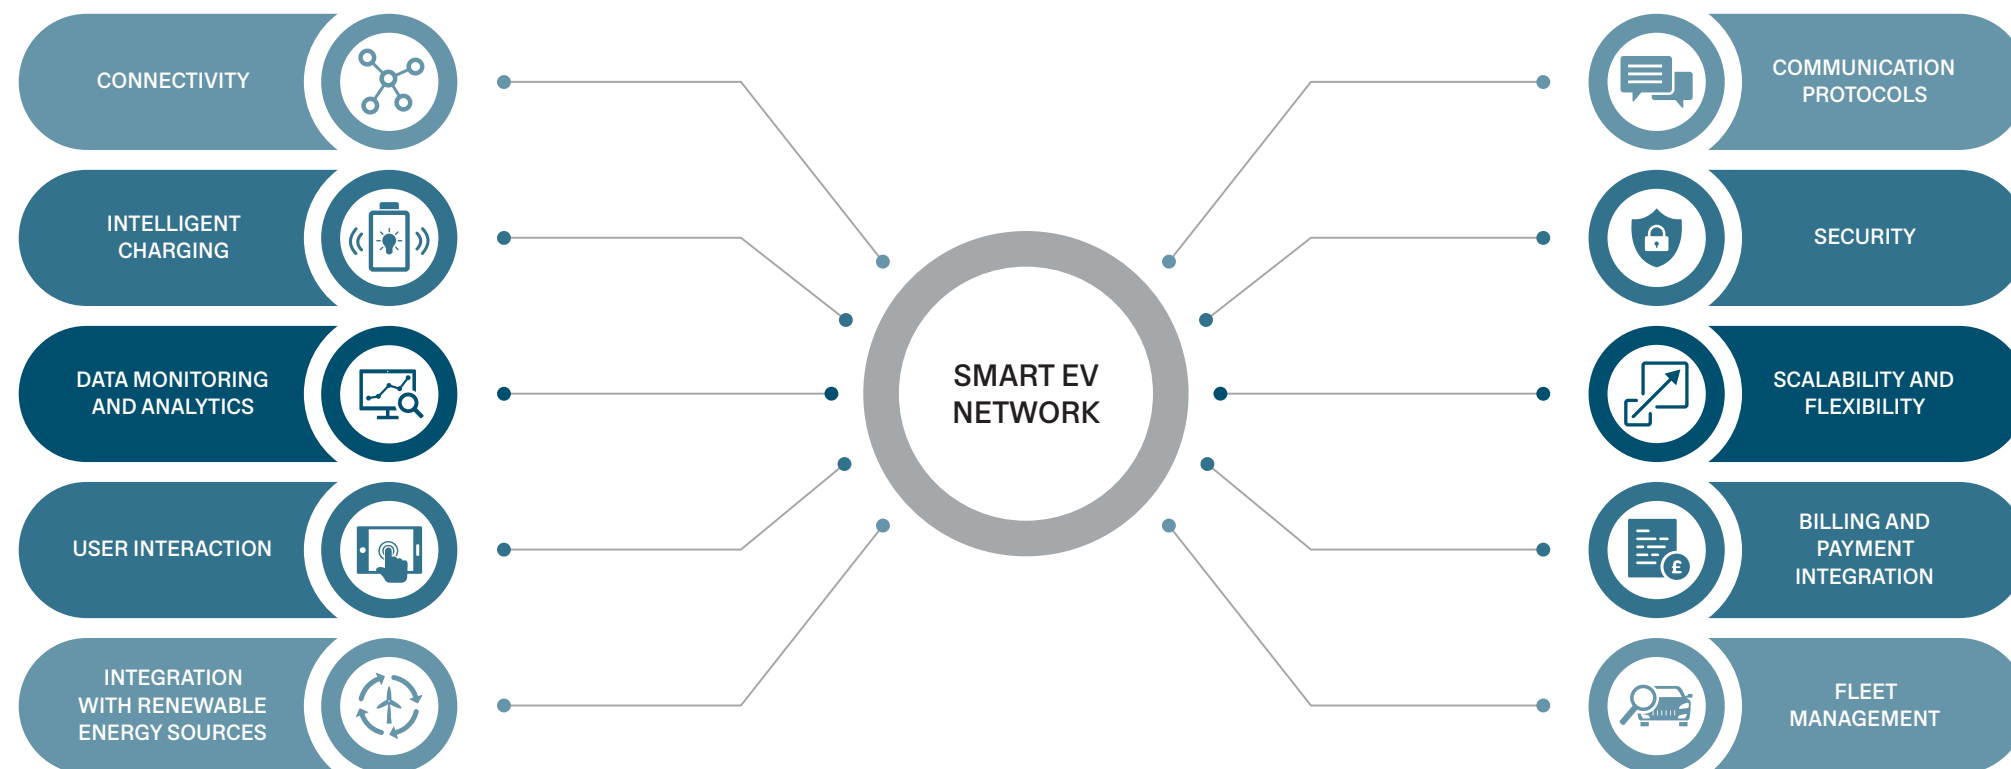 CONNECTIVITY
INTELLIGENT
CHARGING
DATA MONITORING
AND ANALYTICS
USER INTERACTION
INTEGRATION
WITH RENEWABLE
ENERGY SOURCES
SMART EV
NETWORK
COMMUNICATION
PROTOCOLS
SECURITY
SCALABILITY AND
FLEXIBILITY
BILLING AND
PAYMENT
INTEGRATION
£
FLEET
MANAGEMENT